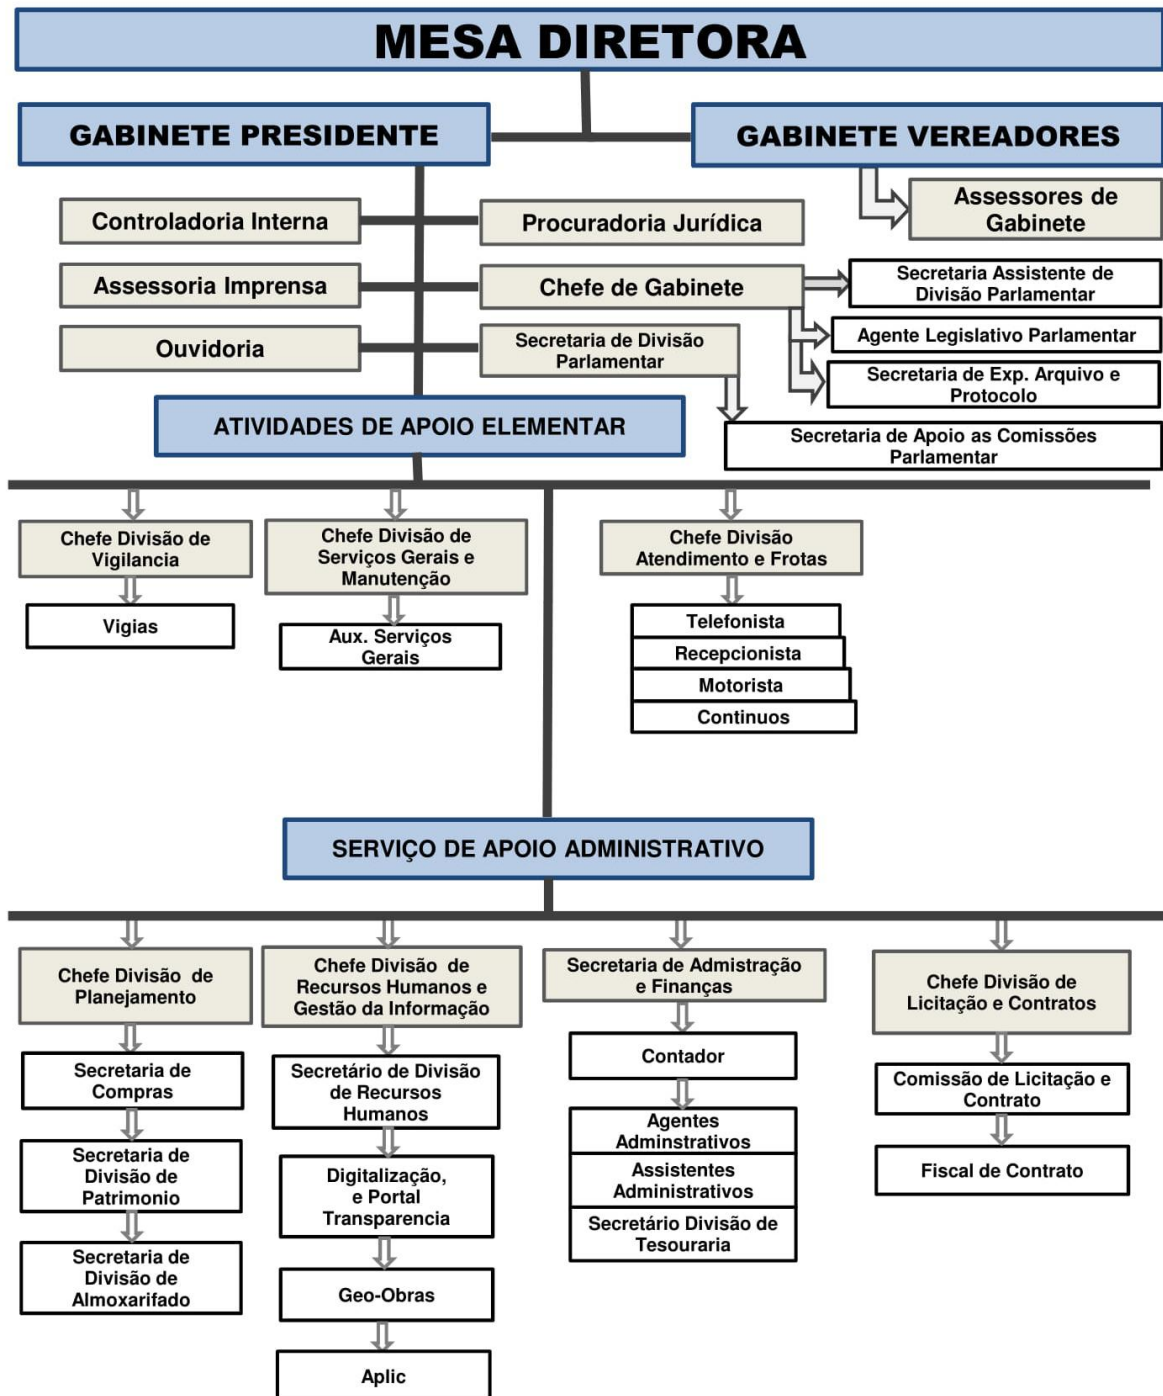 MESA DIRETORA
GABINETE PRESIDENTE
GABINETE VEREADORES
Assessores de
Gabinete
Controladoria Interna
Procuradoria Jurídica
Assessoria Imprensa
Chefe de Gabinete
Secretaria Assistente de
Divisão Parlamentar
Agente Legislativo Parlamentar
Ouvidoria
Secretaria de Divisão
Parlamentar
Secretaria de Exp. Arquivo e
Protocolo
Secretaria de Apoio as Comissões
Parlamentar
ATIVIDADES DE APOIO ELEMENTAR
Chefe Divisão de
Vigilancia
Vigias
Chefe Divisão de
Serviços Gerais e
Manutenção
Aux. Serviços
Gerais
Chefe Divisão
Atendimento e Frotas
Telefonista
Recepcionista
Motorista
Continuos
SERVIÇO DE APOIO ADMINISTRATIVO
Chefe Divisão de
Planejamento
Secretaria de
Compras
Secretaria de
Divisão de
Patrimonio
Secretaria de
Divisão de
Almoxarifado
Chefe Divisão de
Recursos Humanos e
Gestão da Informação
Secretário de Divisão
de Recursos
Humanos
Digitalização,
e Portal
Transparencia
Geo-Obras
Aplic
Secretaria de Admistração
e Finanças
Contador
Agentes
Adminstrativos
Assistentes
Administrativos
Secretário Divisão de
Tesouraria
Chefe Divisão de
Licitação e Contratos
Comissão de Licitação e
Contrato
Fiscal de Contrato